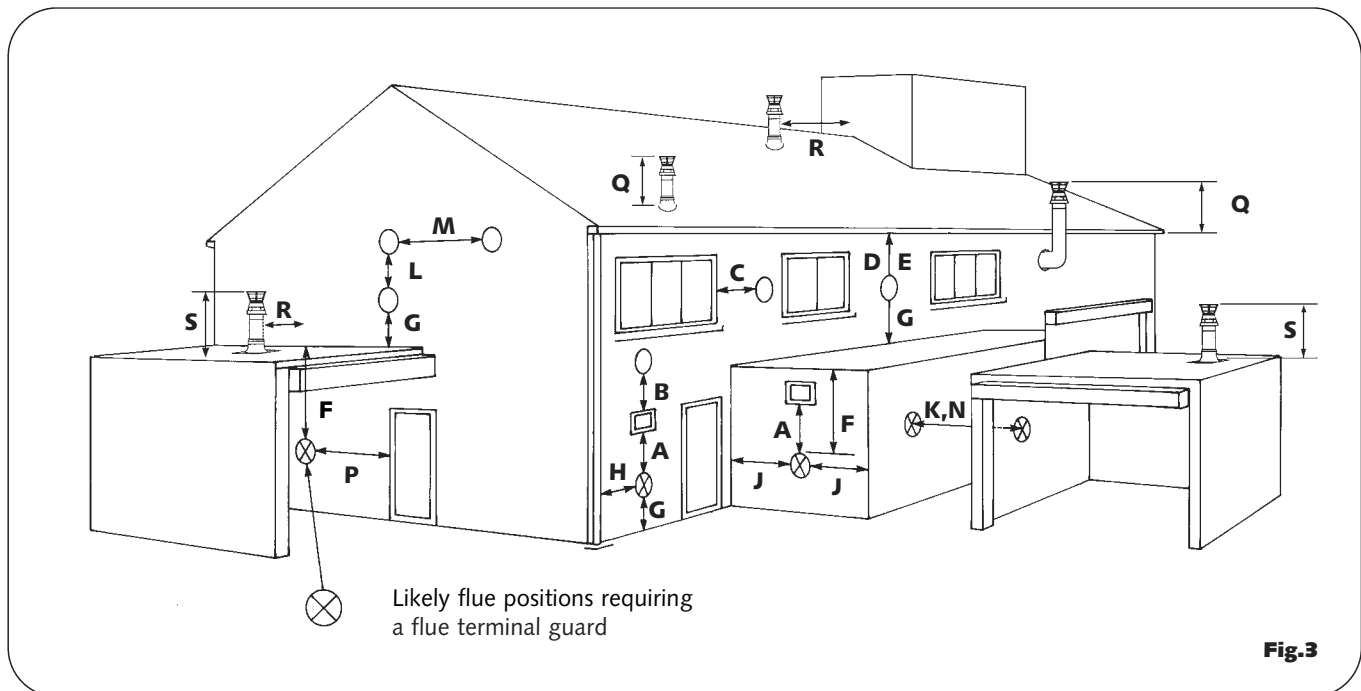 R
Q
Q
M
L
C
D E
G
G
S
R
S
B
F
A
F
K,N
A
P
H
J
J
G
Likely flue positions requiring
a flue terminal guard
Fig.3